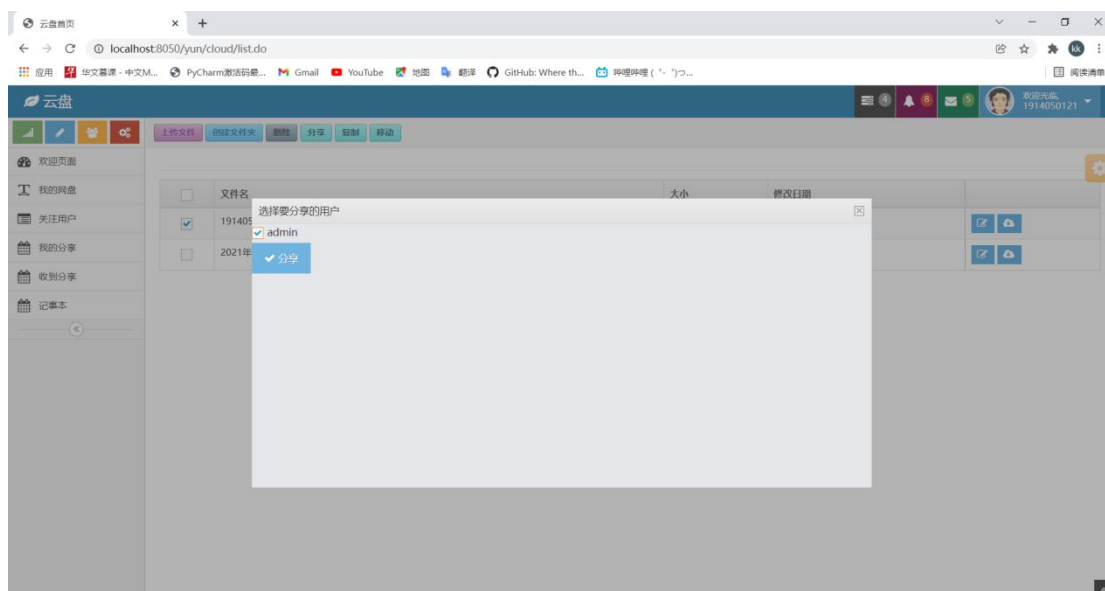 云盘首页
localhost:8050/yun/cloud/list.do
kk
应用 华文慕课 - 中文M... PyCharm激活码最... Gmail YouTube 地图 翻译 GitHub: Where th... 哔哩哔哩 ( ゜- ゜)つ... 阅读清单
云盘 4 8 5 欢迎光临, 1914050121
上传文件 创建文件夹 删除 分享 复制 移动
欢迎页面
我的网盘
关注用户
我的分享
收到分享
记事本
文件名 大小 修改日期
191405
2021年
选择要分享的用户
admin
分享